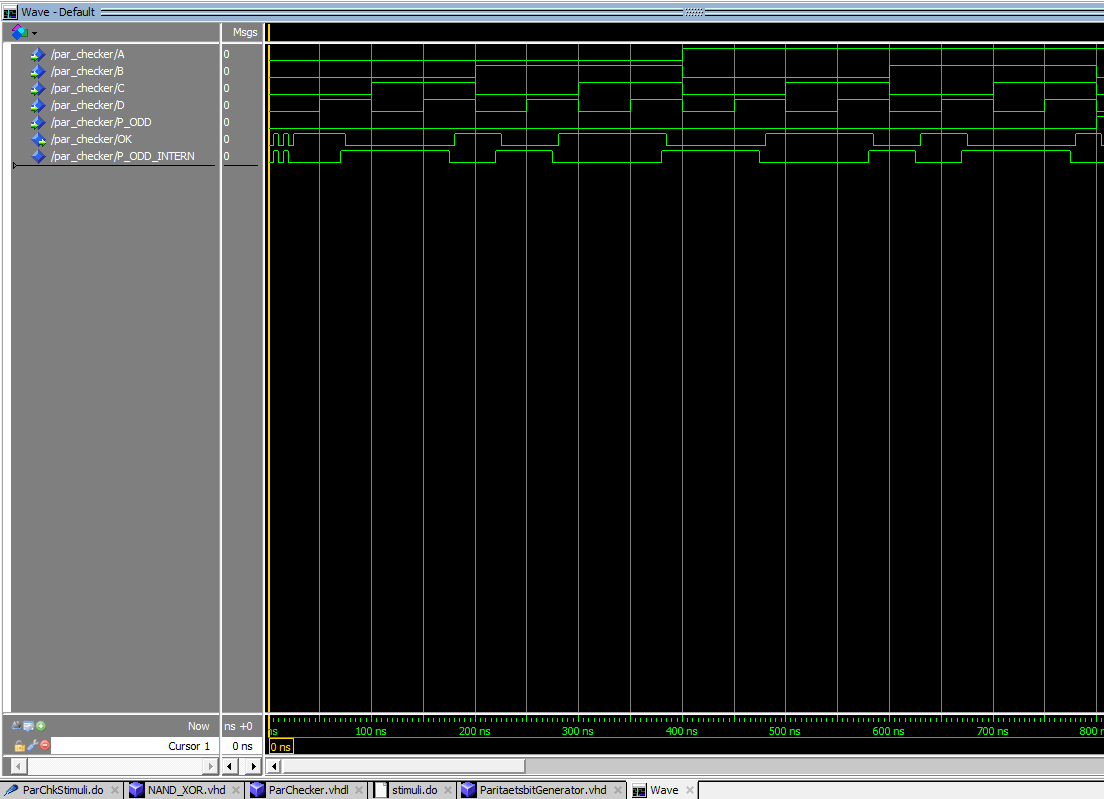 Wave - Default
Msgs
/par_checker/A 0
/par_checker/B 0
/par_checker/C 0
/par_checker/D 0
/par_checker/P_ODD 0
/par_checker/OK 0
/par_checker/P_ODD_INTERN 0
Now ns +0
ns 100 ns 200 ns 300 ns 400 ns 500 ns 600 ns 700 ns 800 n
Cursor 1 0 ns 0 ns
ParChkStimuli.do NAND_XOR.vhd ParChecker.vhdl stimuli.do ParitaetsbitGenerator.vhd Wave